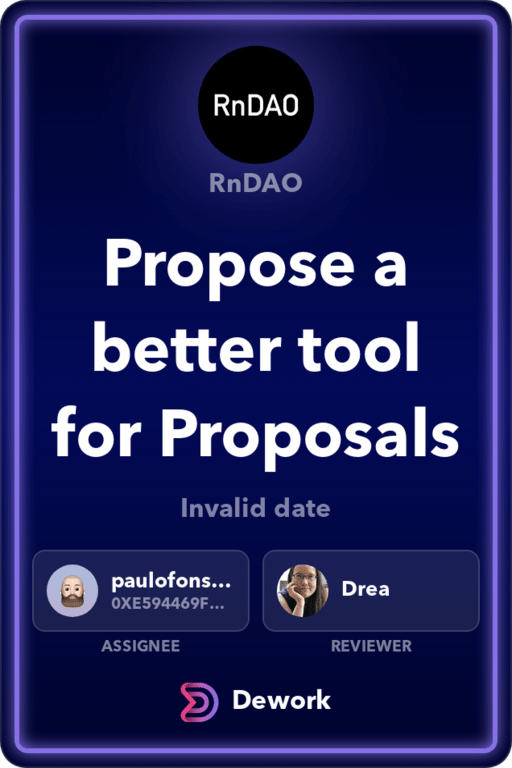 RnDAO
RnDAO
Propose a
better tool
for Proposals
Invalid date
paulofons...
0XE594469F...
Drea
ASSIGNEE
REVIEWER
Dework